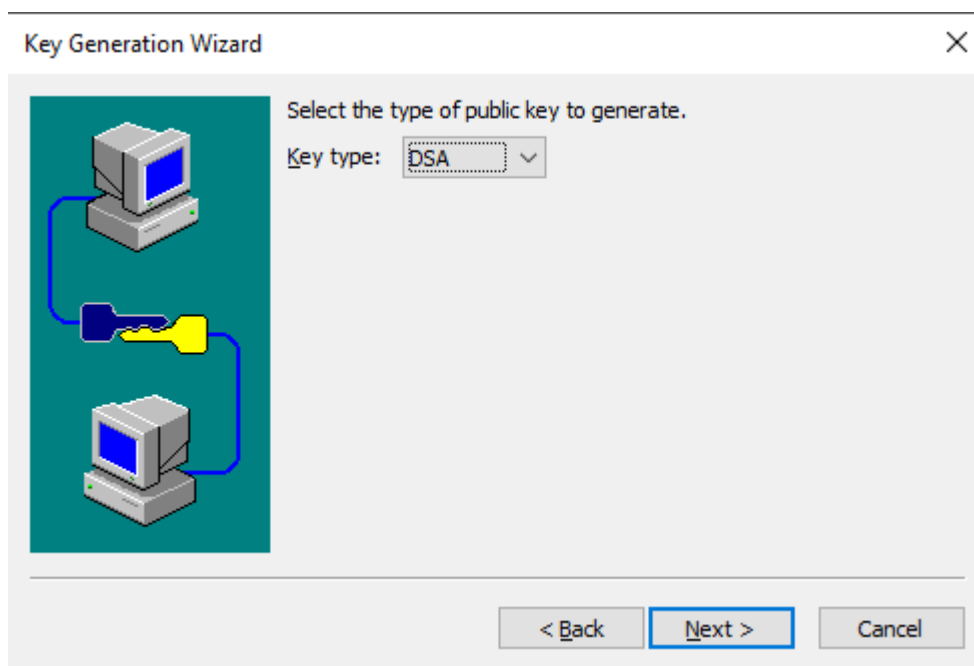 Key Generation Wizard
Select the type of public key to generate.
Key type: DSA
< Back Next > Cancel